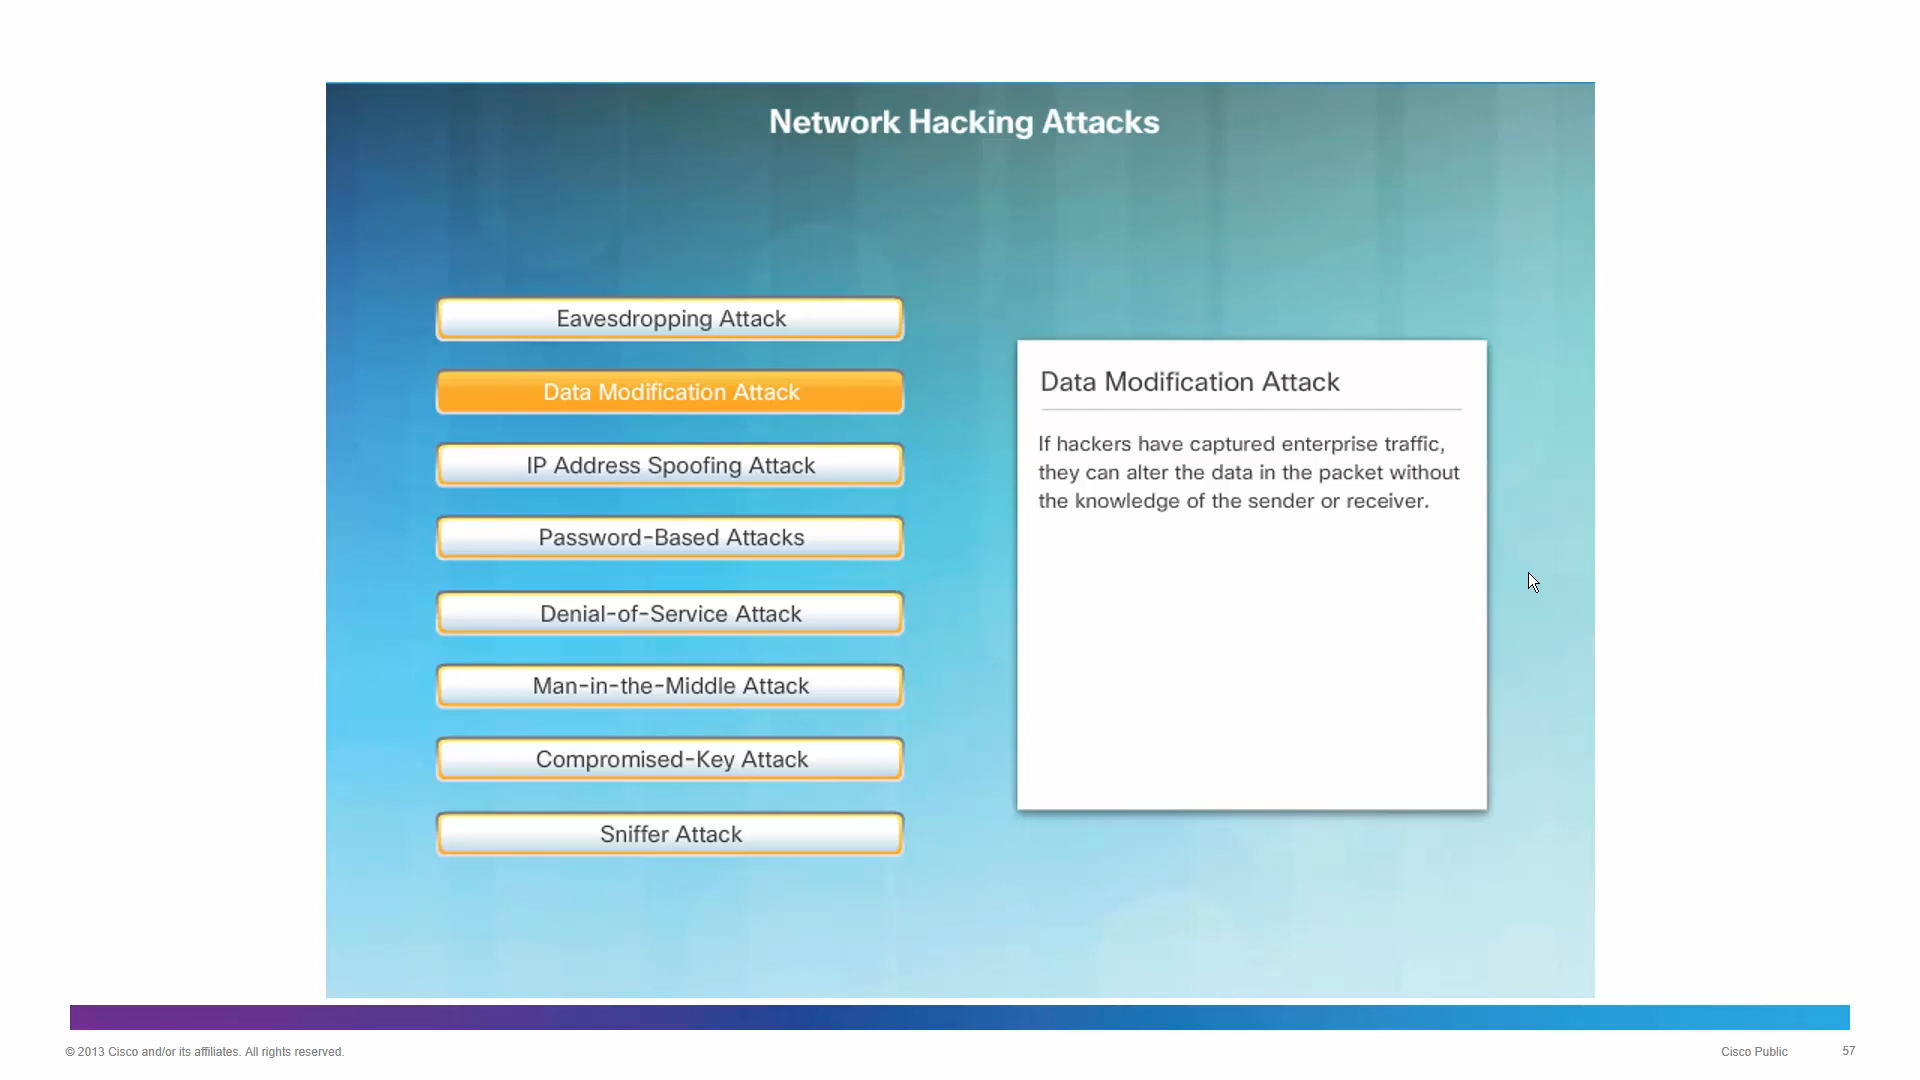 Network Hacking Attacks
Eavesdropping Attack
Data Modification Attack
IP Address Spoofing Attack
Password-Based Attacks
Denial-of-Service Attack
Man-in-the-Middle Attack
Compromised-Key Attack
Sniffer Attack
Data Modification Attack
If hackers have captured enterprise traffic,
they can alter the data in the packet without
the knowledge of the sender or receiver.
© 2013 Cisco and/or its affiliates. All rights reserved.
Cisco Public
57